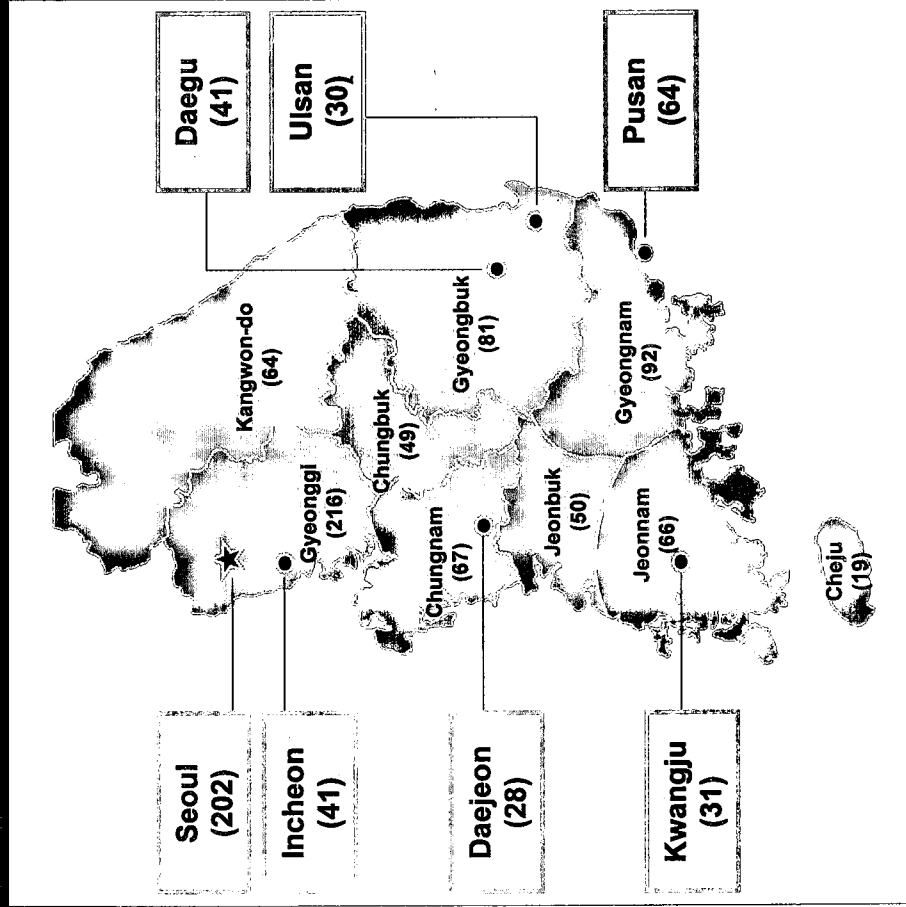 Seoul
(202)
Incheon
(41)
Daejeon
(28)
Kwangju
(31)
Daegu
(41)
Ulsan
(30)
Pusan
(64)
Kangwon-do
(64)
Gyeonggi
(216)
Chungbuk
(49)
Chungnam
(67)
Gyeongbuk
(81)
Jeonbuk
(50)
Gyeongnam
(92)
Jeonnam
(66)
Cheju
(19)